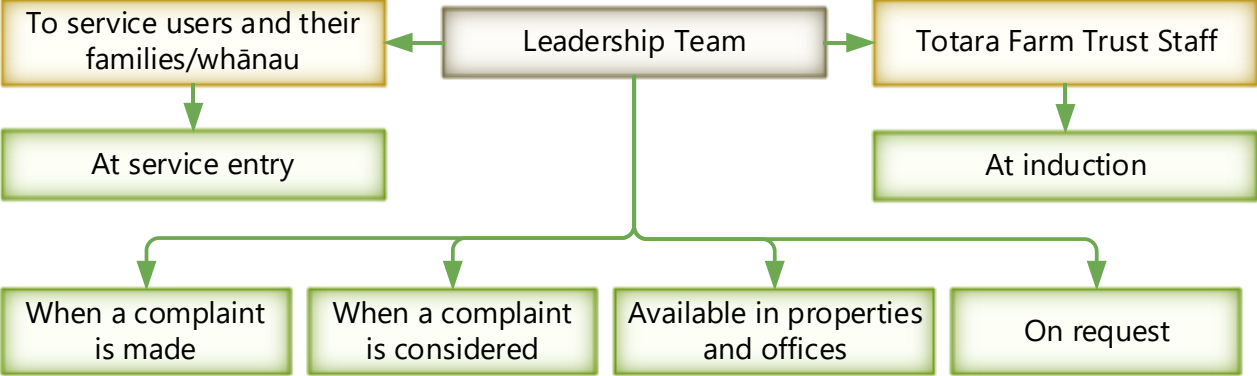 To service users and their
families/whānau
Leadership Team
Totara Farm Trust Staff
At service entry
At induction
When a complaint
is made
When a complaint
is considered
Available in properties
and offices
On request